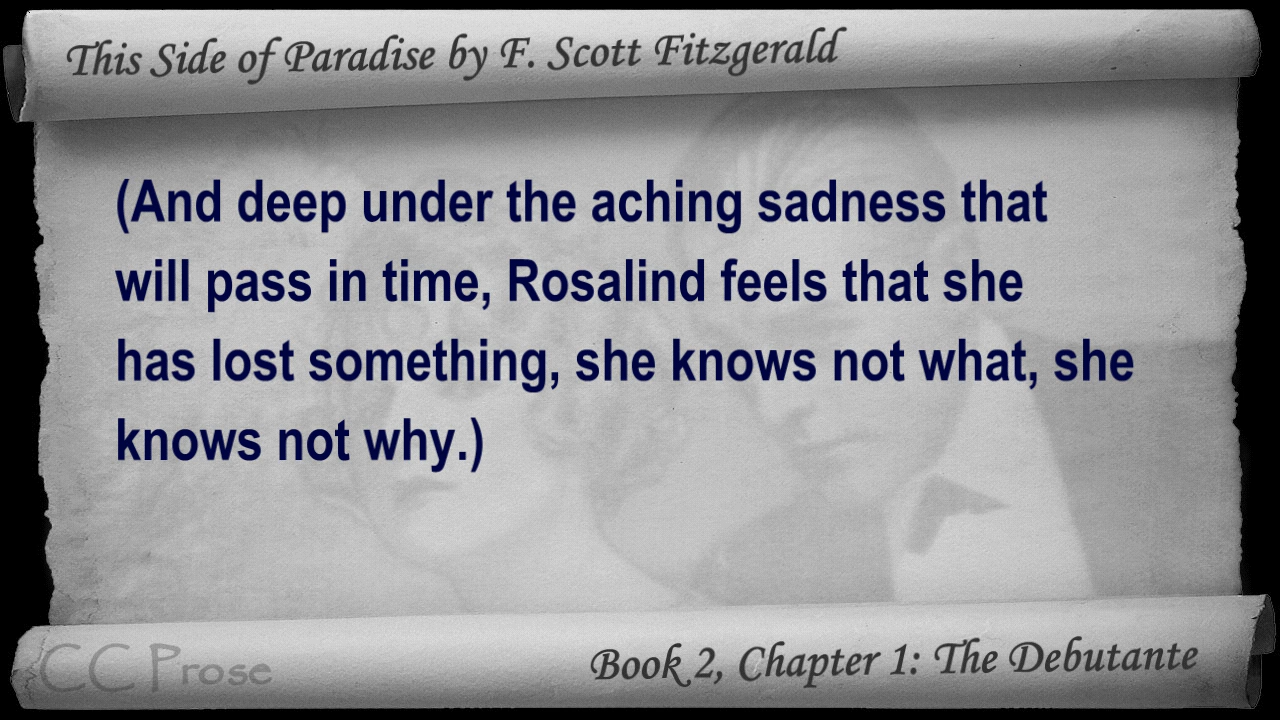 This Side of Paradise by F. Scott Fitzgerald
(And deep under the aching sadness that
will pass in time, Rosalind feels that she
has lost something, she knows not what, she
knows not why.)
CC Prose
Book 2, Chapter 1: The Debutante